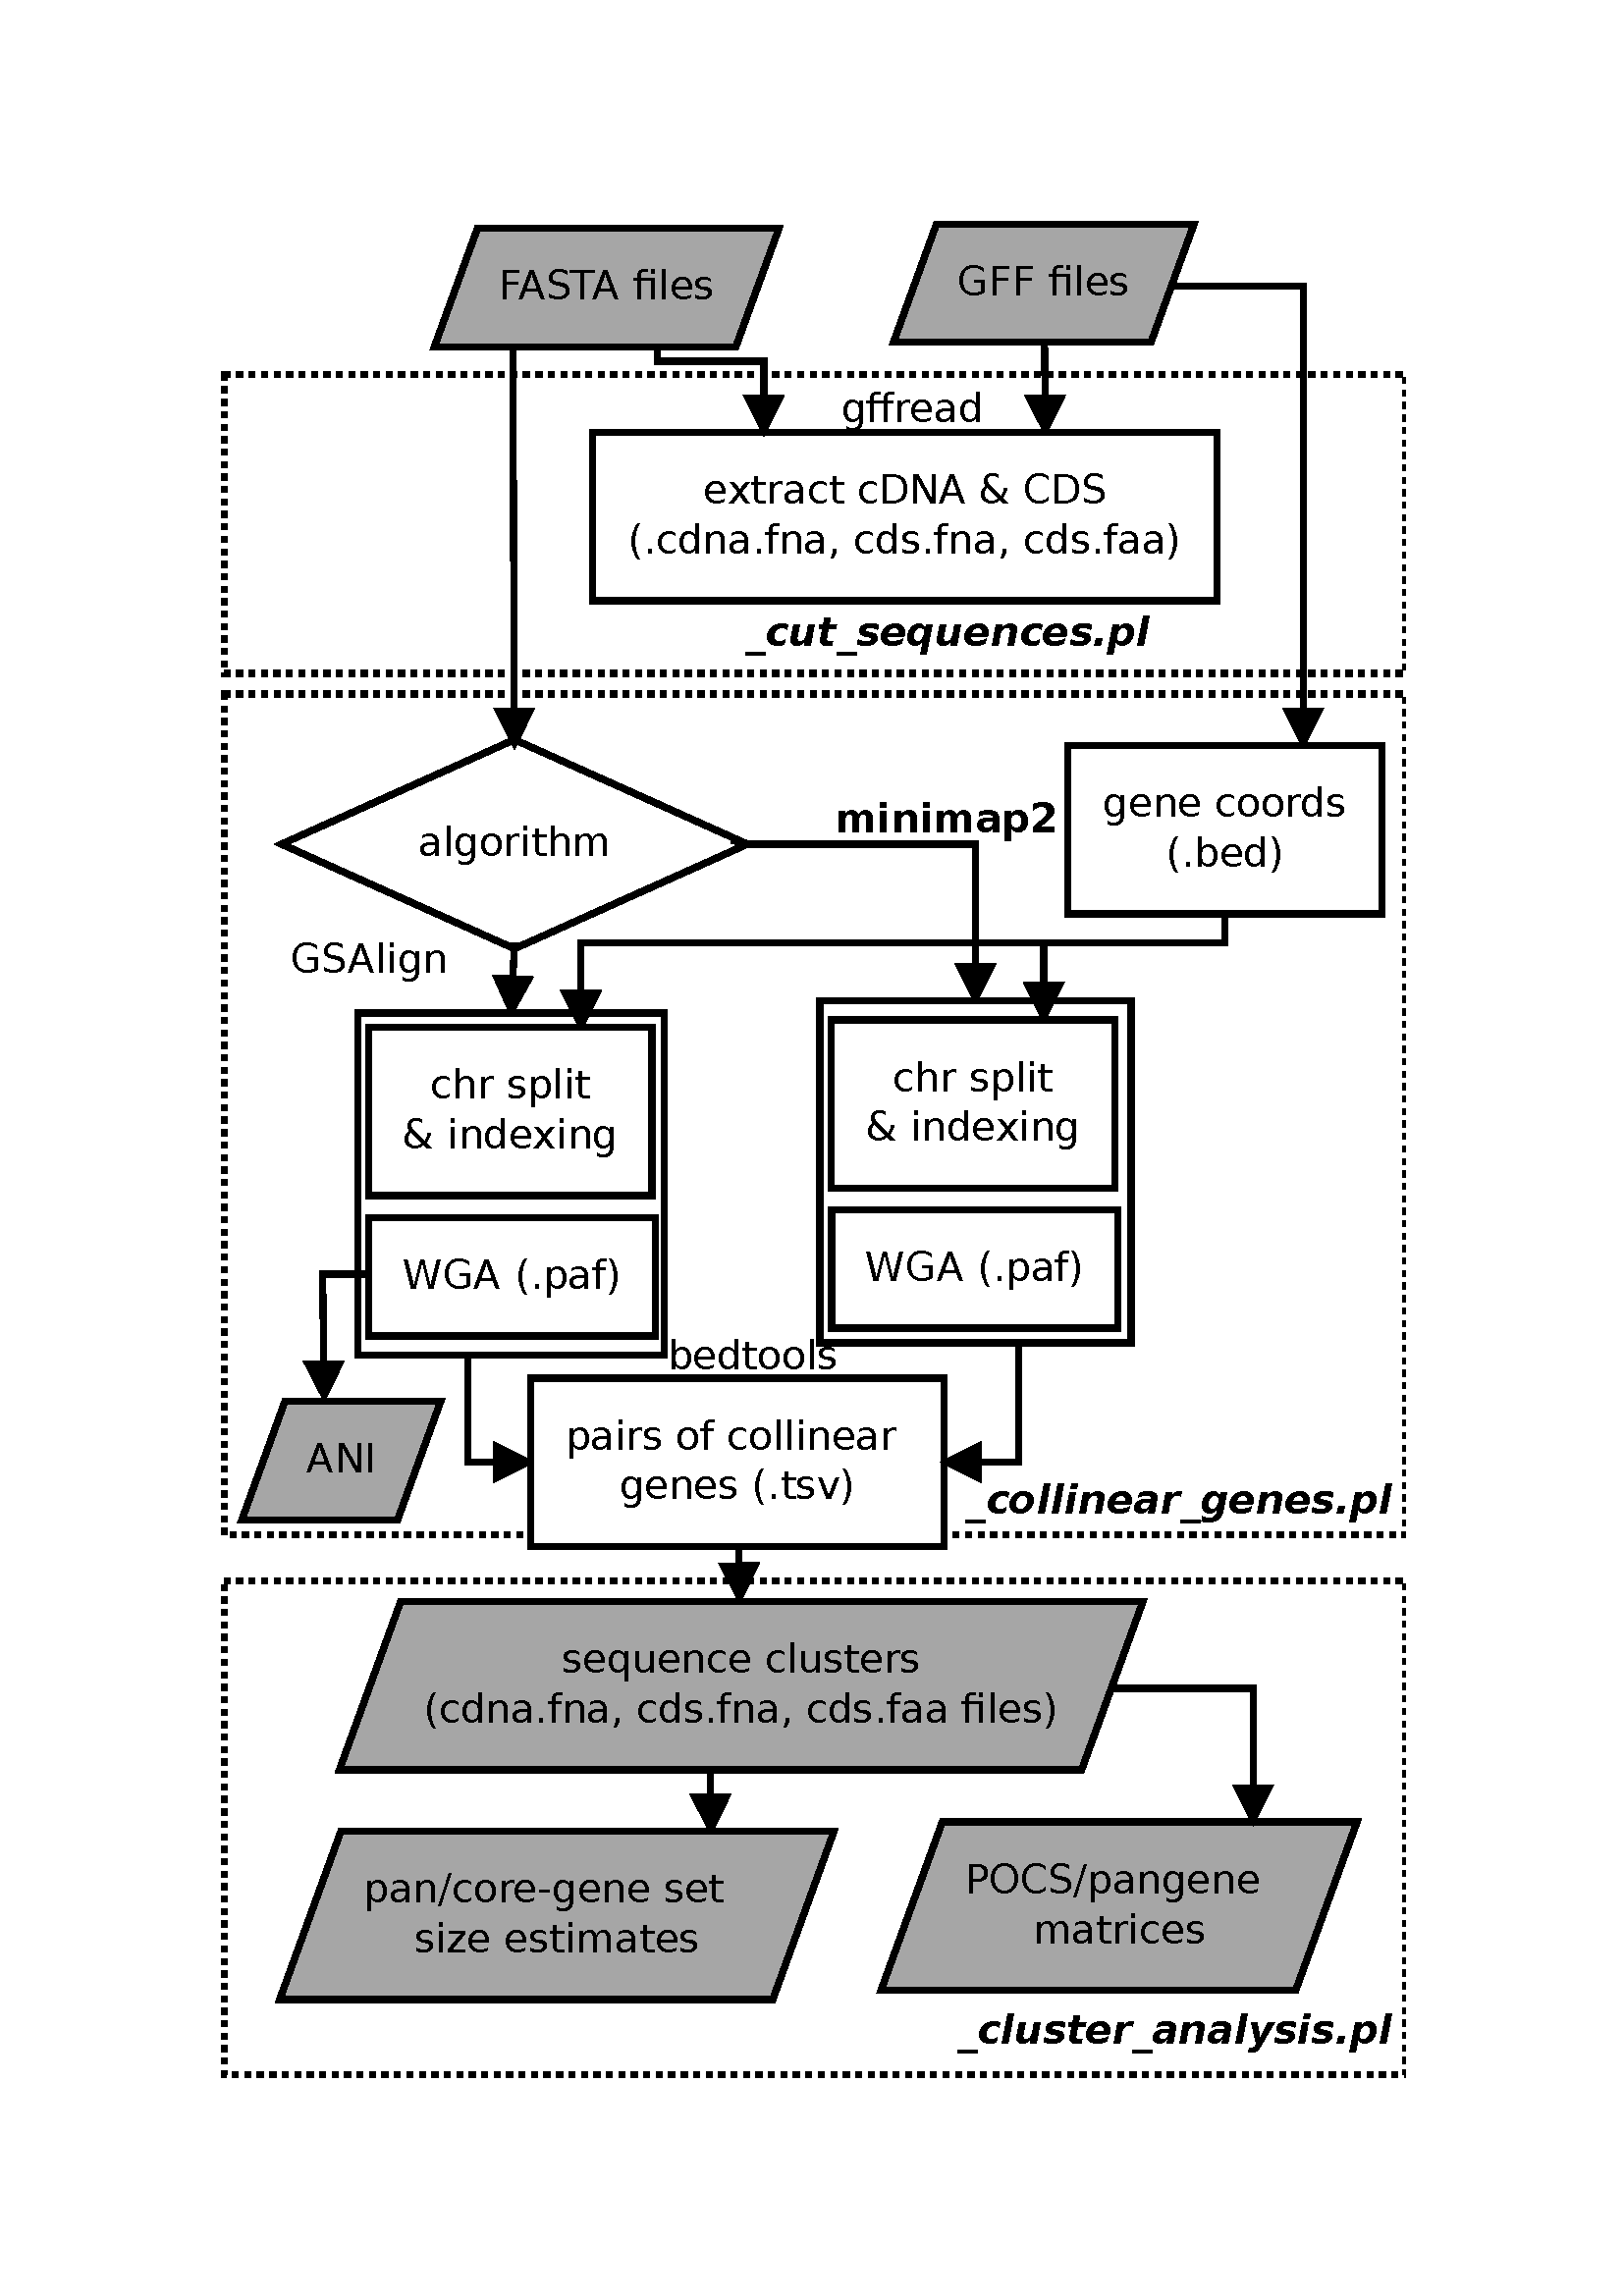 FASTA files
GFF files
gffread
extract cDNA & CDS
(.cdna.fna, cds.fna, cds.faa)
_cut_sequences.pl
algorithm
minimap2
gene coords
(.bed)
GSAlign
chr split
& indexing
WGA (.paf)
chr split
& indexing
WGA (.paf)
bedtools
ANI
pairs of collinear
genes (.tsv)
_collinear_genes.pl
sequence clusters
(cdna.fna, cds.fna, cds.faa files)
pan/core-gene set
size estimates
POCS/pangene
matrices
_cluster_analysis.pl